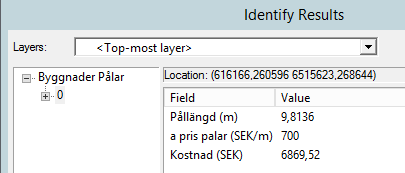 Identify Results
Layers: <Top-most layer>
Byggnader Pålar
0
Location: (616166,260596 6515623,268644)
Field Value
Pållängd (m) 9,8136
a pris palar (SEK/m) 700
Kostnad (SEK) 6869,52